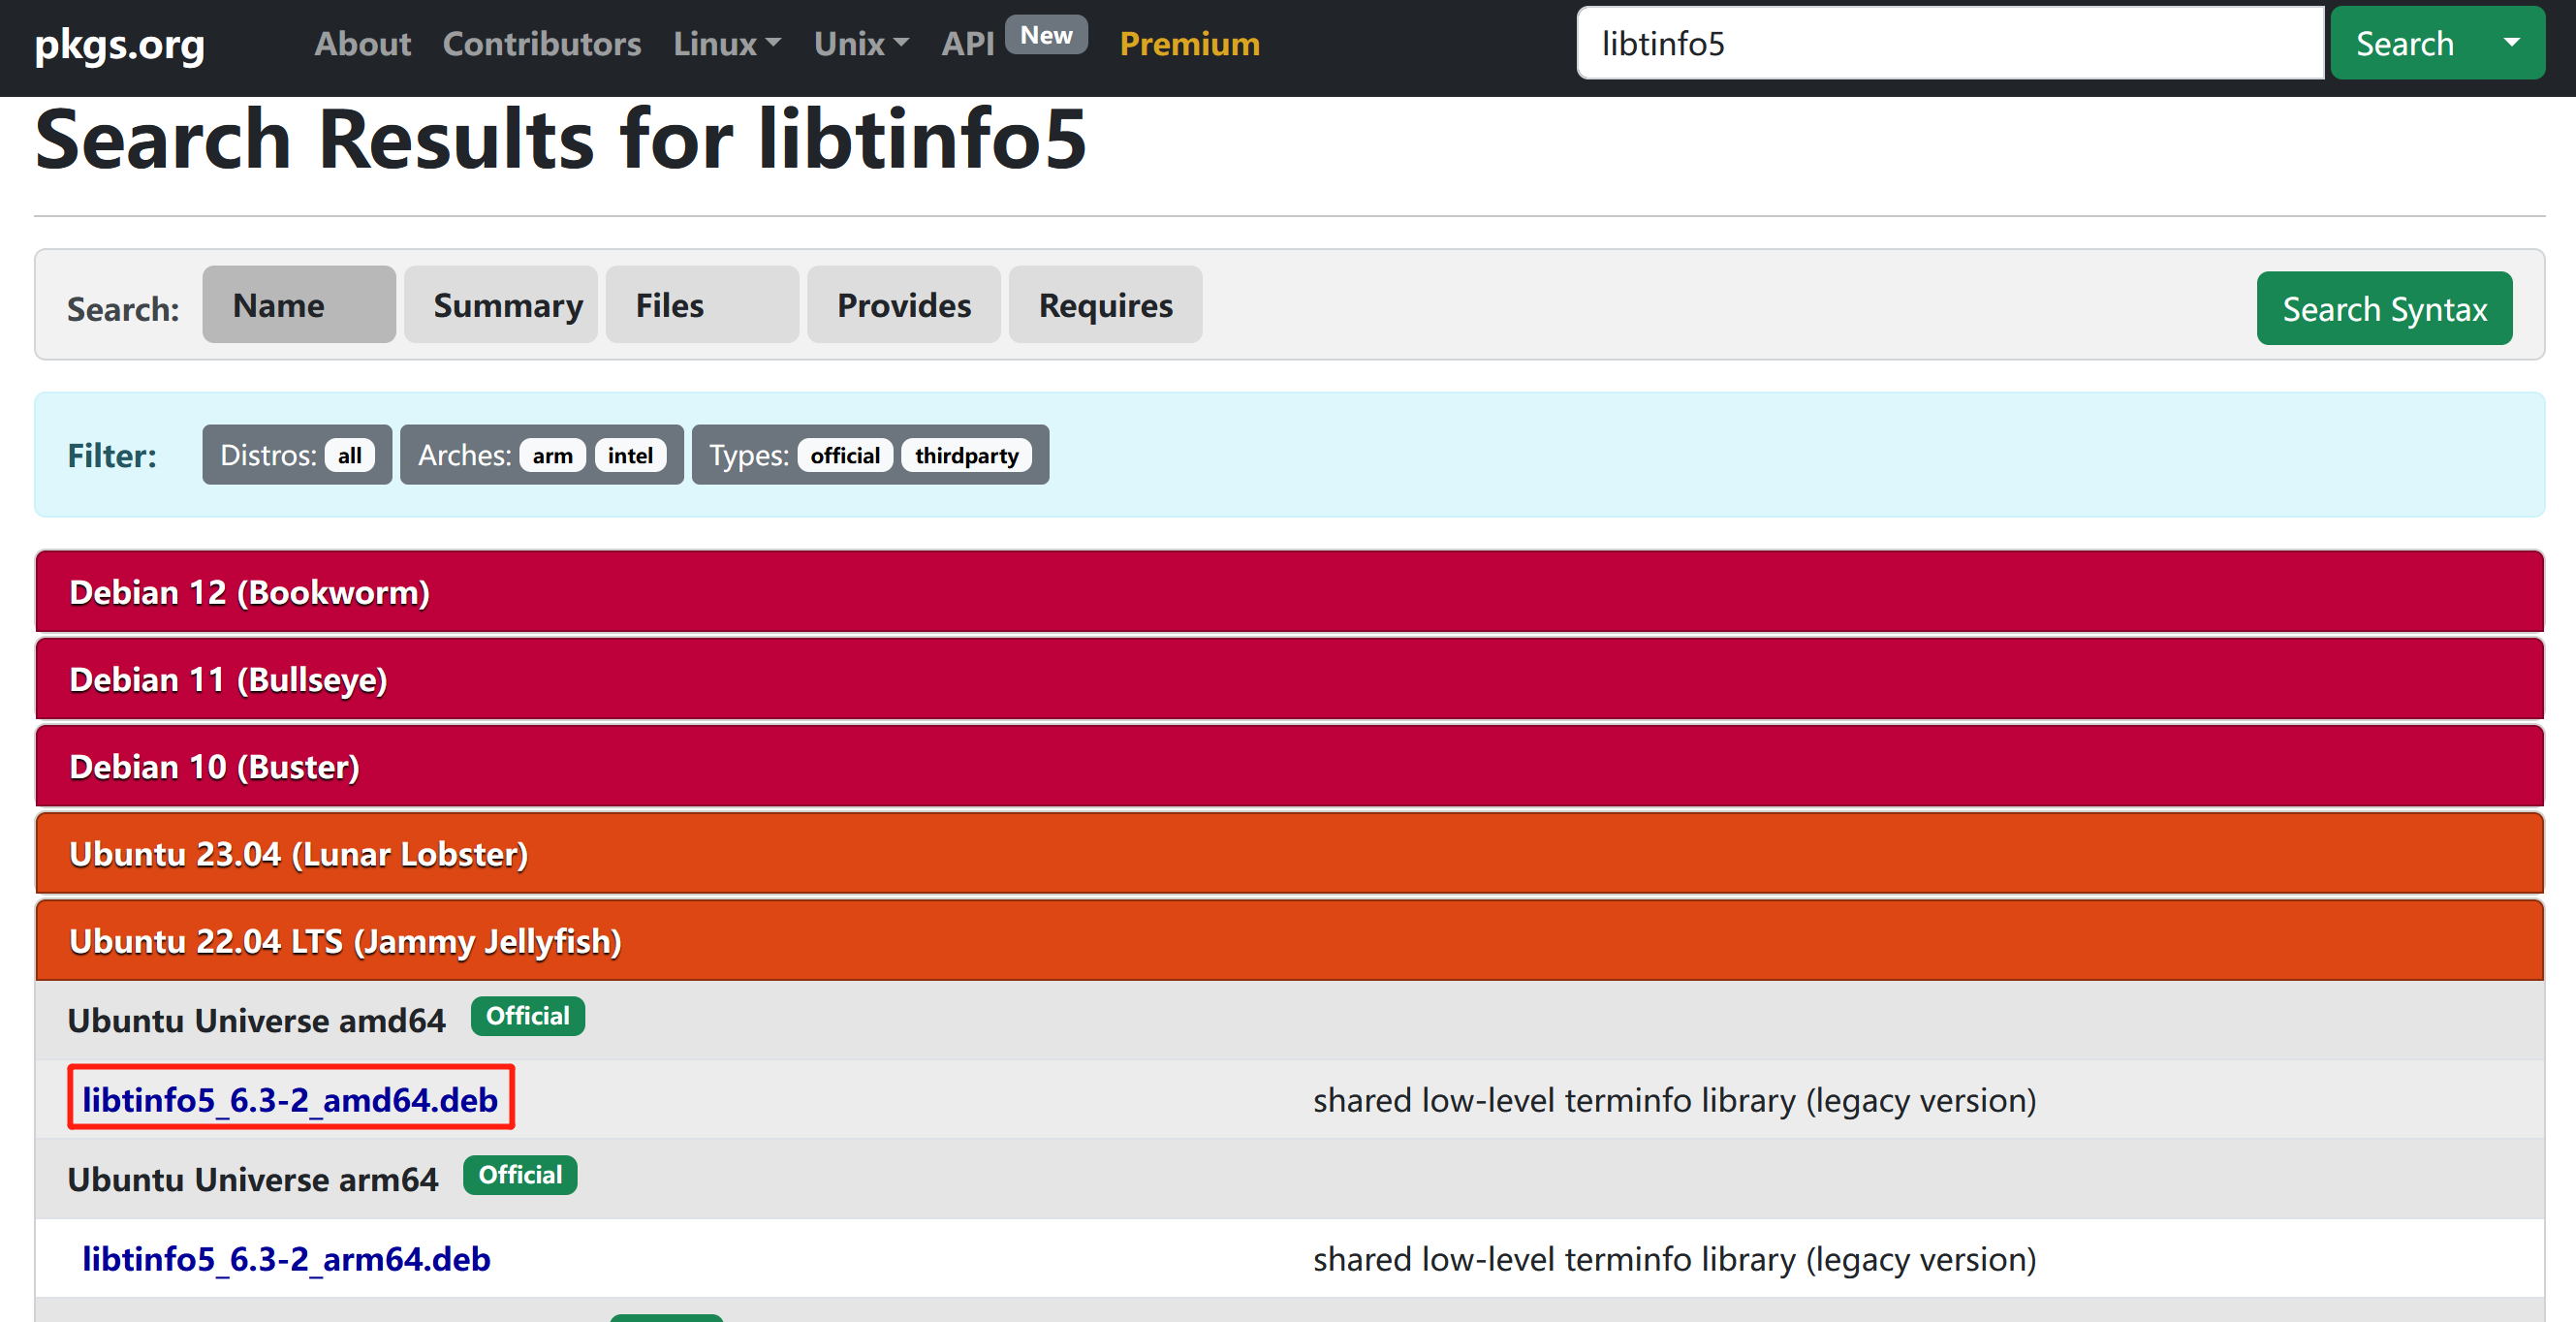 pkgs.org About Contributors Linux Unix API New Premium libtinfo5 Search
Search Results for libtinfo5
Search: Name Summary Files Provides Requires Search Syntax
Filter: Distros: all Arches: arm intel Types: official thirdparty
Debian 12 (Bookworm)
Debian 11 (Bullseye)
Debian 10 (Buster)
Ubuntu 23.04 (Lunar Lobster)
Ubuntu 22.04 LTS (Jammy Jellyfish)
Ubuntu Universe amd64 Official
libtinfo5_6.3-2_amd64.deb shared low-level terminfo library (legacy version)
Ubuntu Universe arm64 Official
libtinfo5_6.3-2_arm64.deb shared low-level terminfo library (legacy version)